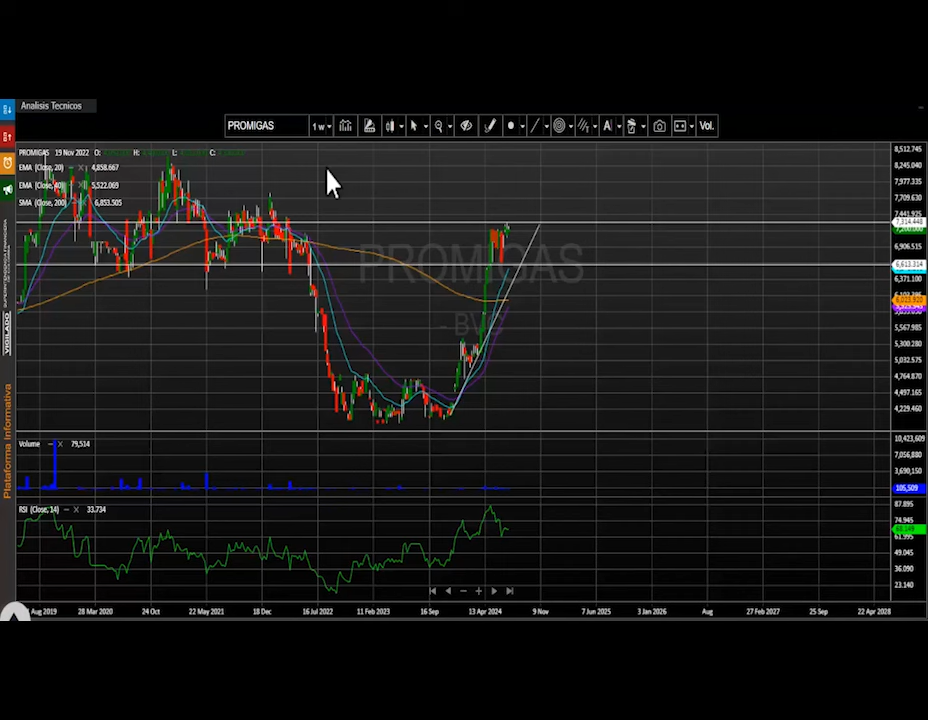 Analisis Tecnicos
PROMIGAS
1 w
Vol.
PROMIGAS 19 Nov 2022 O: H: L: C:
EMA (Close, 20) – X 4,858.667
EMA (Close, 40) – X 5,522.069
SMA (Close, 200) – X 6,853.505
PROMIGAS
- BVC
8,512.745
8,245.040
7,977.335
7,709.630
7,441.925
7,314.448
6,906.515
6,613.314
5,567.985
5,300.280
5,032.575
4,764.870
4,497.165
4,229.460
Volume – X 79,514
10,423,609
7,056,880
3,690,150
105,509
RSI (Close, 14) – X 33.734
87.895
74.945
61.995
49.045
36.090
23.140
Aug 2019
28 Mar 2020
24 Oct
22 May 2021
18 Dec
16 Jul 2022
11 Feb 2023
16 Sep
13 Apr 2024
9 Nov
7 Jun 2025
3 Jan 2026
Aug
27 Feb 2027
25 Sep
22 Apr 2028
VIGILADO
Plataforma Informativa